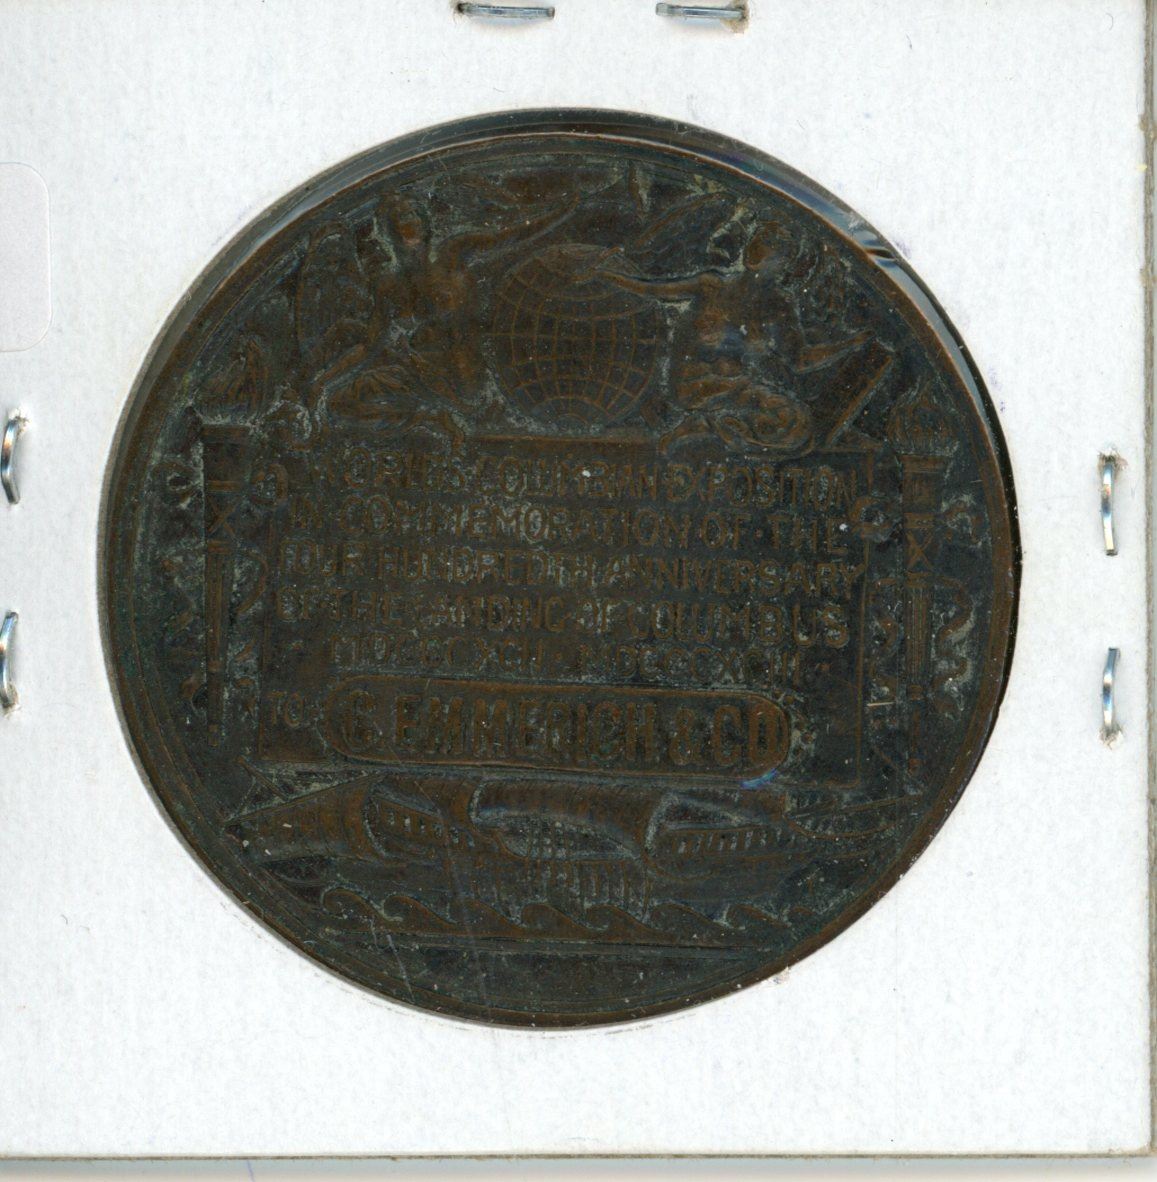 WORLD'S COLUMBIAN EXPOSITION
IN COMMEMORATION OF THE
FOUR HUNDREDTH ANNIVERSARY
OF THE LANDING OF COLUMBUS
MDCCCXCII · MDCCCXCIII ·
TO C. EMMERICH & CO